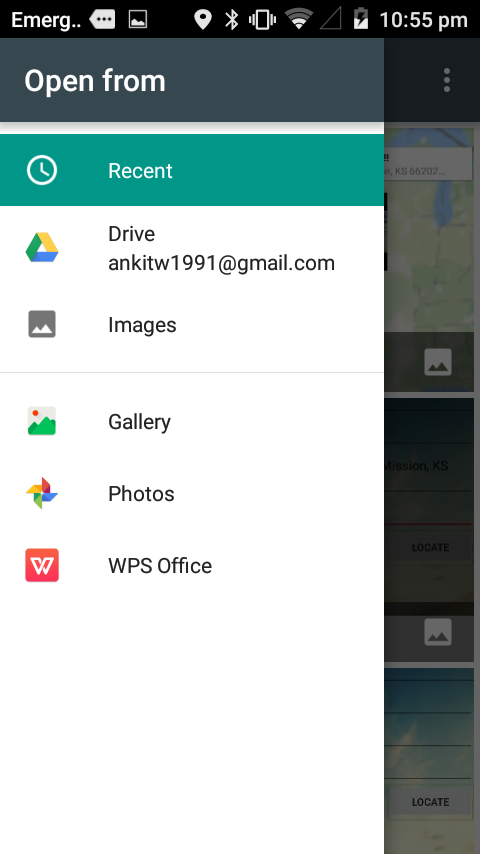 Emerg..
10:55 pm
Open from
Recent
Drive
ankitw1991@gmail.com
Images
Gallery
Photos
WPS Office
, KS 66202...
Mission, KS
LOCATE
LOCATE